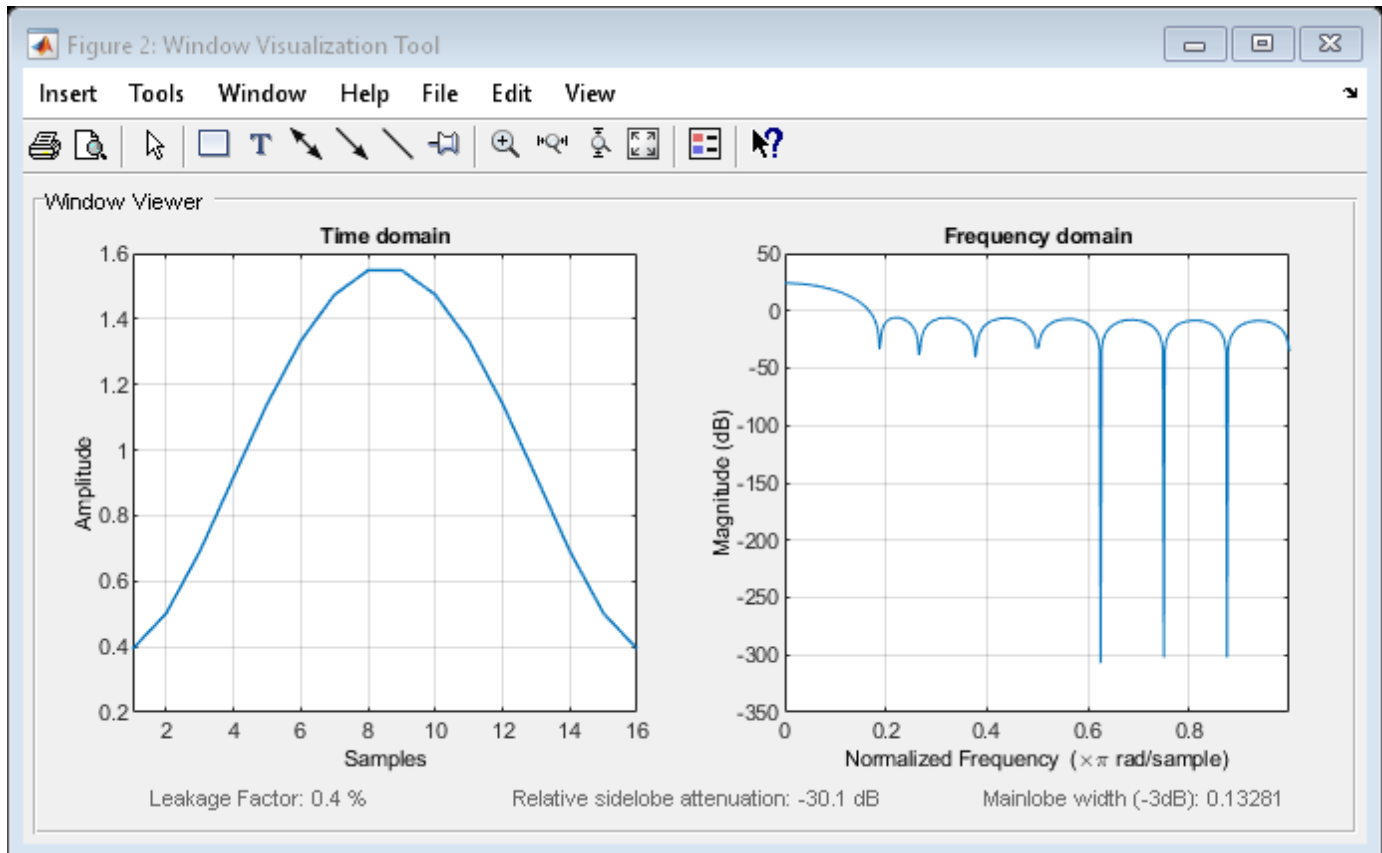 Figure 2: Window Visualization Tool
Insert Tools Window Help File Edit View
T
?
Window Viewer
Time domain
1.6
1.4
1.2
1
0.8
0.6
0.4
0.2
Amplitude
2 4 6 8 10 12 14 16
Samples
Frequency domain
50
0
-50
-100
-150
-200
-250
-300
-350
Magnitude (dB)
0 0.2 0.4 0.6 0.8
Normalized Frequency (×π rad/sample)
Leakage Factor: 0.4 %
Relative sidelobe attenuation: -30.1 dB
Mainlobe width (-3dB): 0.13281